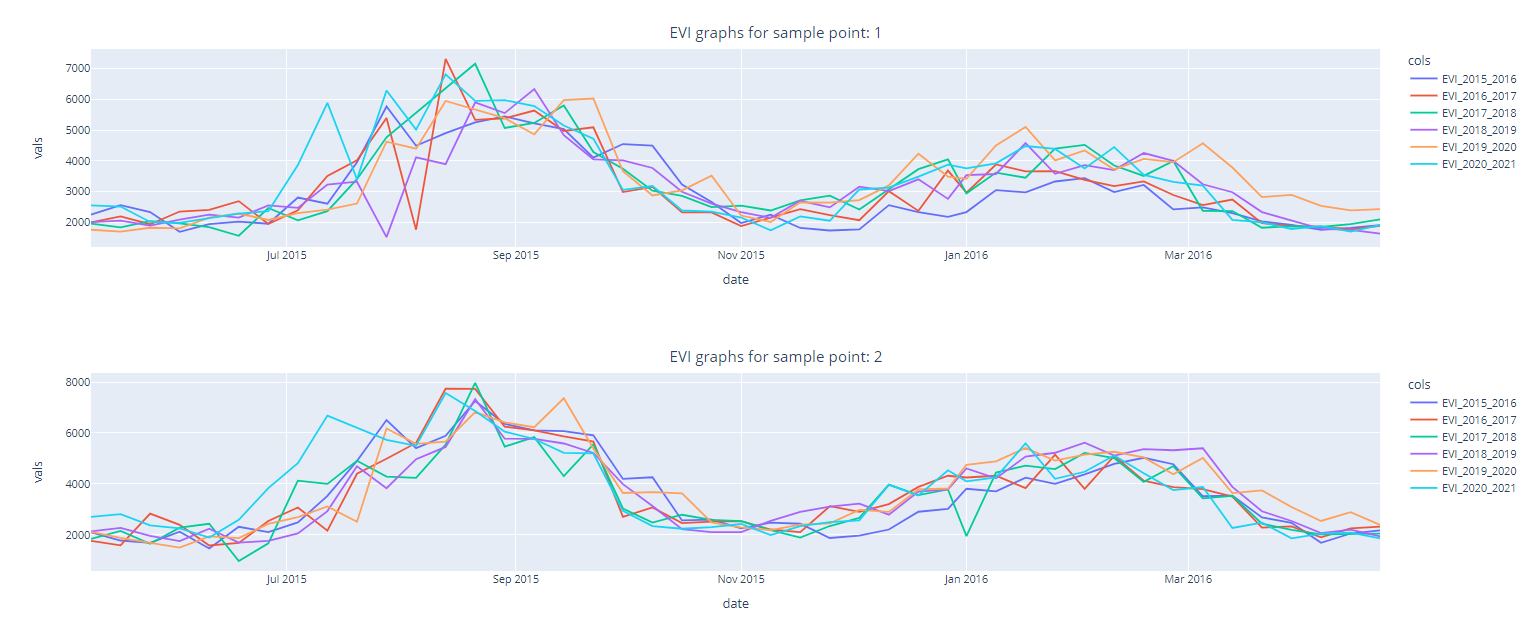 EVI graphs for sample point: 1
cols
EVI_2015_2016
EVI_2016_2017
EVI_2017_2018
EVI_2018_2019
EVI_2019_2020
EVI_2020_2021
vals
7000
6000
5000
4000
3000
2000
Jul 2015
Sep 2015
Nov 2015
Jan 2016
Mar 2016
date
EVI graphs for sample point: 2
cols
EVI_2015_2016
EVI_2016_2017
EVI_2017_2018
EVI_2018_2019
EVI_2019_2020
EVI_2020_2021
vals
8000
6000
4000
2000
Jul 2015
Sep 2015
Nov 2015
Jan 2016
Mar 2016
date